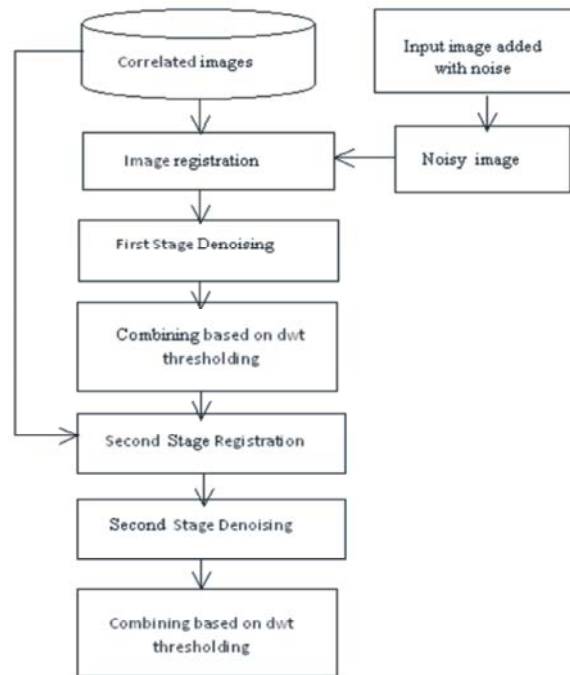 Correlated images
Input image added
with noise
Image registration
Noisy image
First Stage Denoising
Combining based on dwt
thresholding
Second Stage Registration
Second Stage Denoising
Combining based on dwt
thresholding